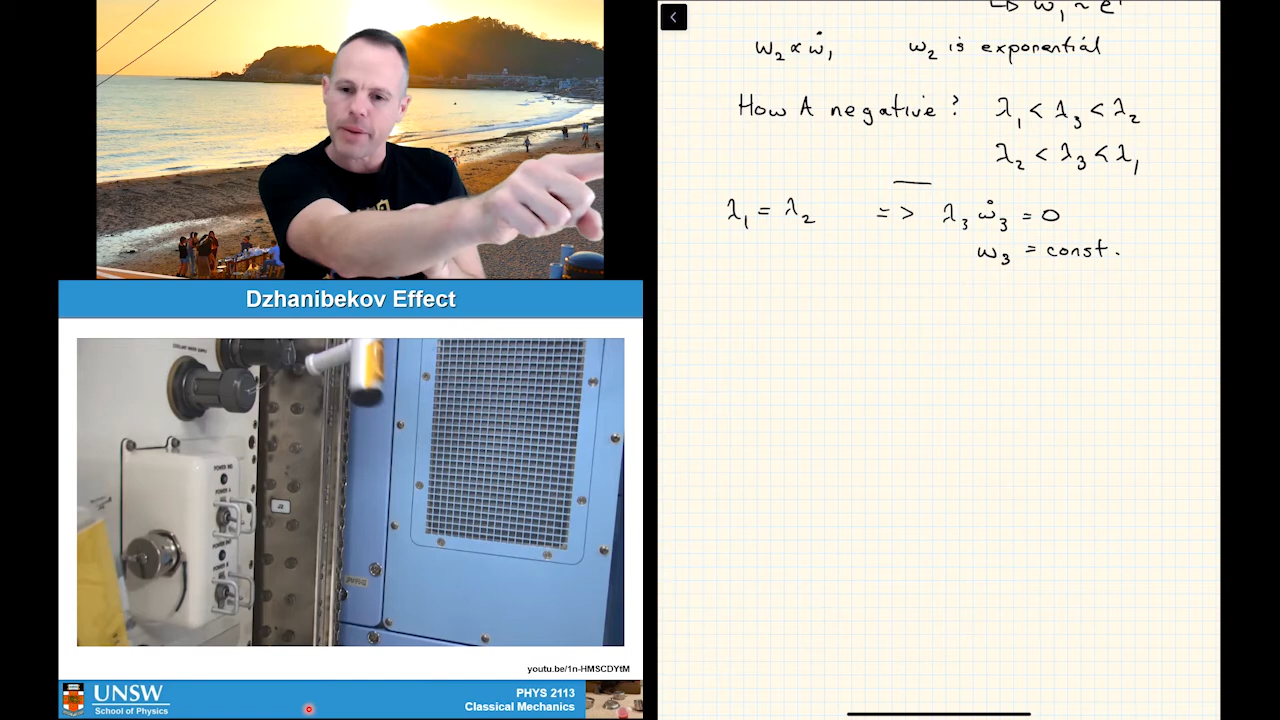 Dzhanibekov Effect
youtu.be/1n-HMSCDYtM
UNSW
School of Physics
PHYS 2113
Classical Mechanics
ω₂ ∝ ω̇₁ ω₂ is exponential
How A negative? λ₁ < λ₃ < λ₂
λ₂ < λ₃ < λ₁
λ₁ = λ₂ => λ₃ ω̇₃ = 0
ω₃ = const.